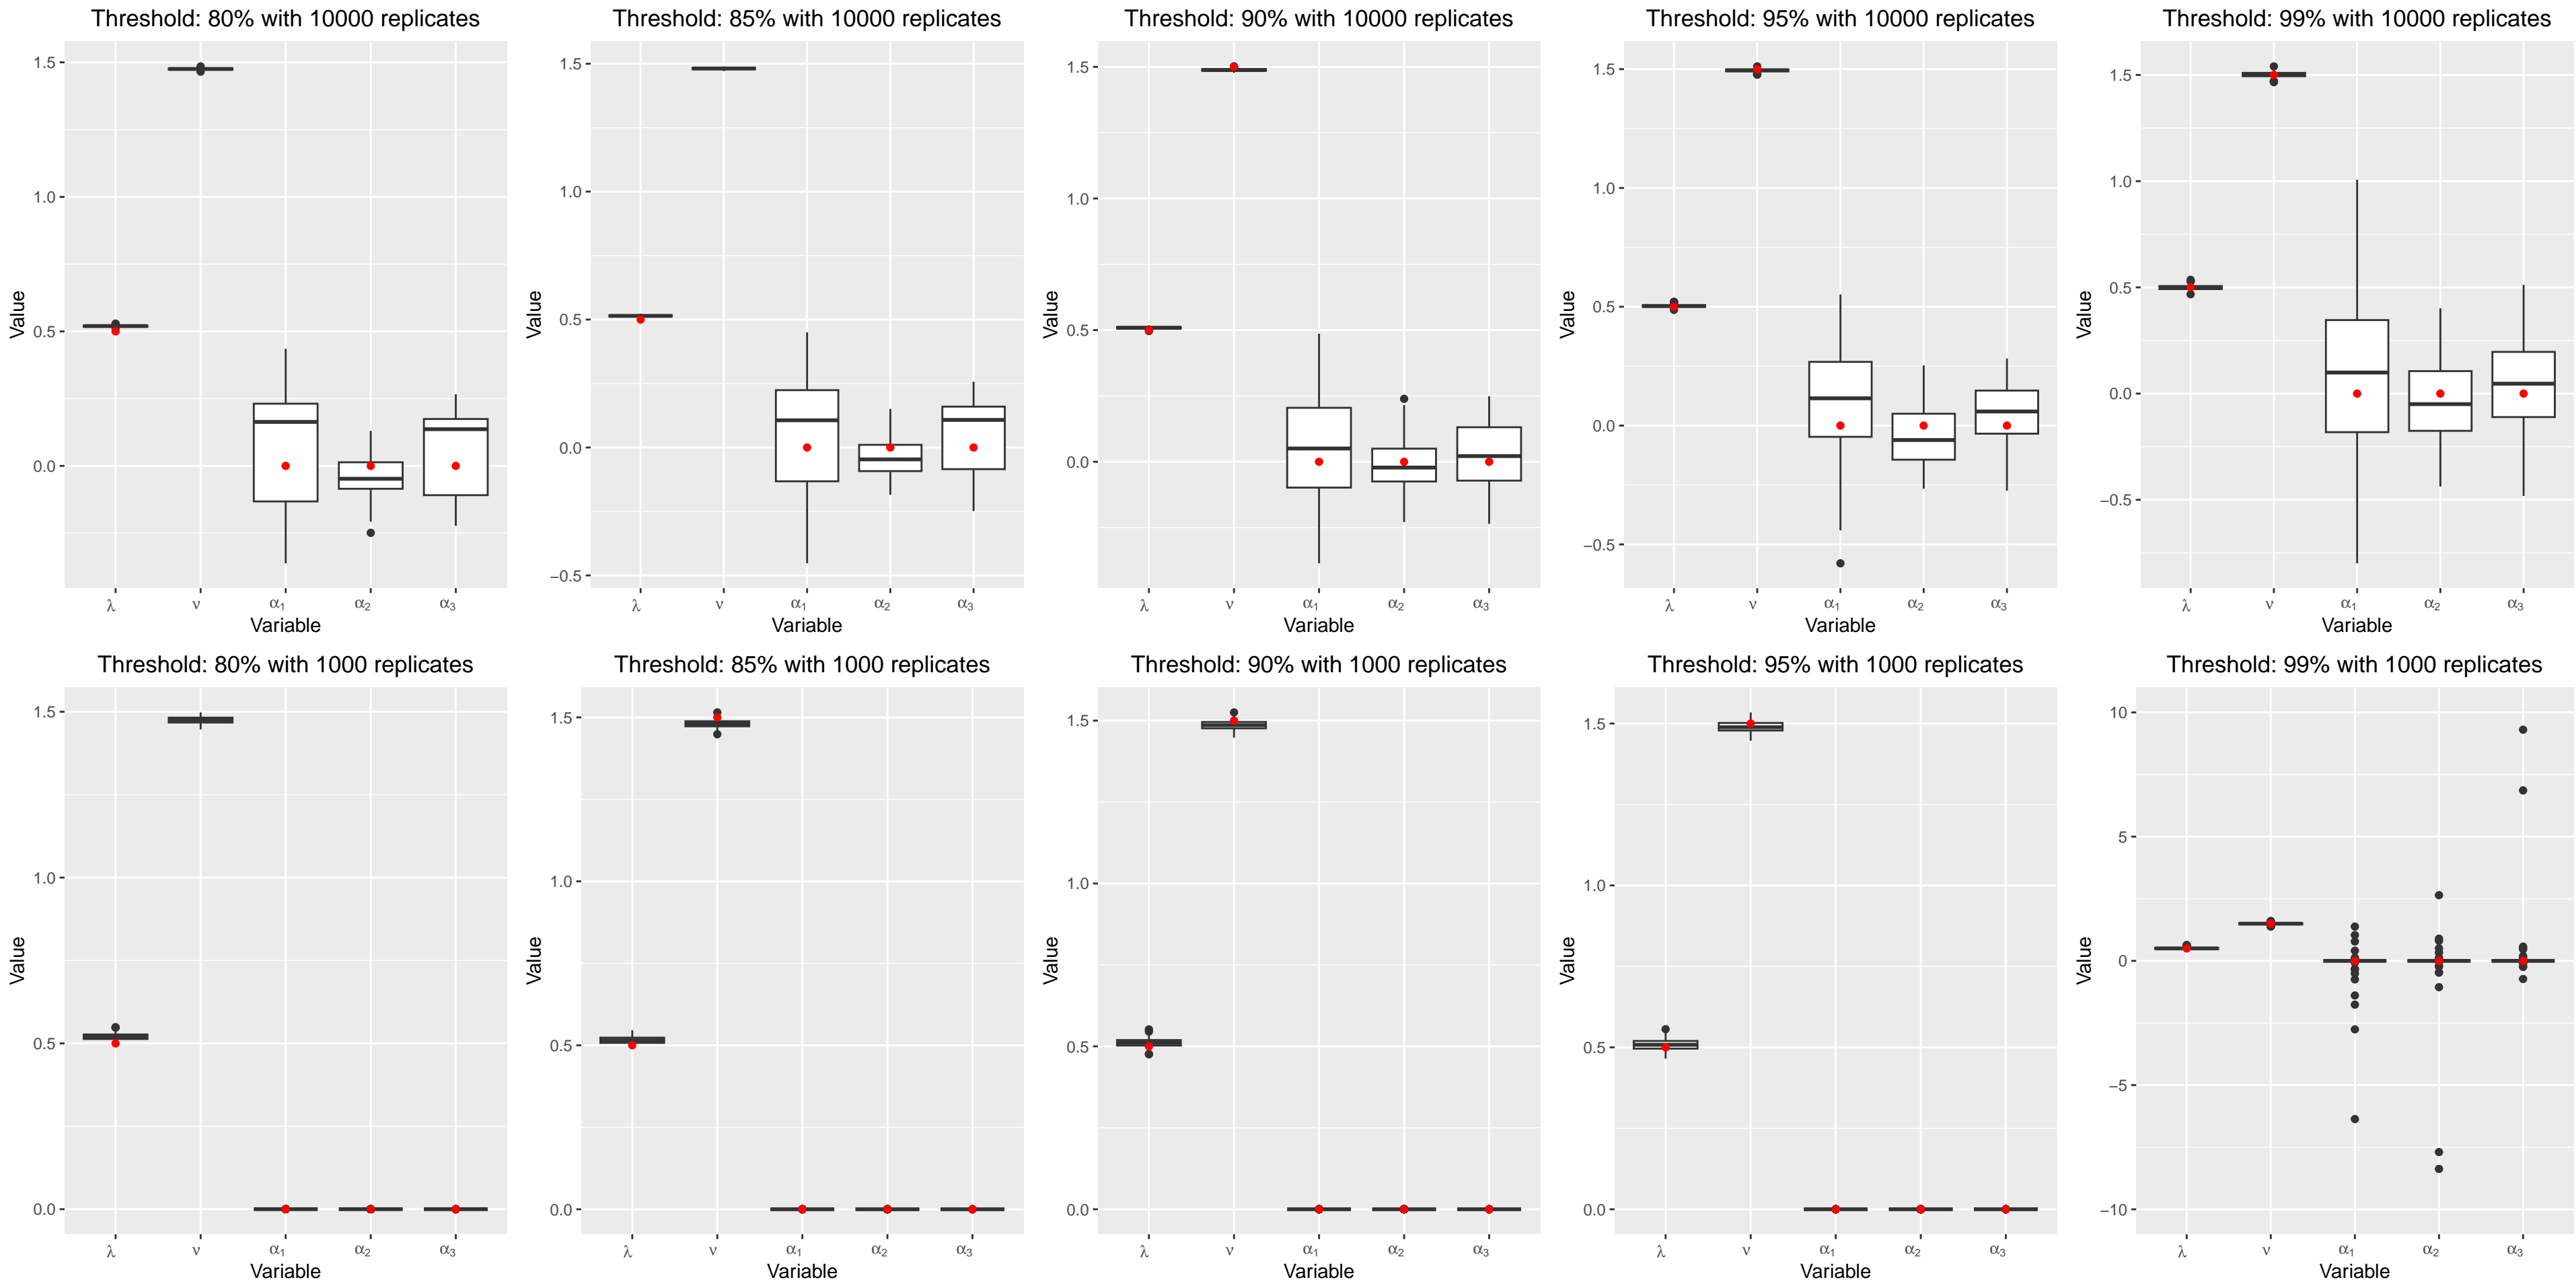 Threshold: 80% with 10000 replicates
Value
1.5
1.0
0.5
0.0
λ ν α₁ α₂ α₃
Variable
Threshold: 85% with 10000 replicates
Value
1.5
1.0
0.5
0.0
−0.5
λ ν α₁ α₂ α₃
Variable
Threshold: 90% with 10000 replicates
Value
1.5
1.0
0.5
0.0
λ ν α₁ α₂ α₃
Variable
Threshold: 95% with 10000 replicates
Value
1.5
1.0
0.5
0.0
−0.5
λ ν α₁ α₂ α₃
Variable
Threshold: 99% with 10000 replicates
Value
1.5
1.0
0.5
0.0
−0.5
λ ν α₁ α₂ α₃
Variable
Threshold: 80% with 1000 replicates
Value
1.5
1.0
0.5
0.0
λ ν α₁ α₂ α₃
Variable
Threshold: 85% with 1000 replicates
Value
1.5
1.0
0.5
0.0
λ ν α₁ α₂ α₃
Variable
Threshold: 90% with 1000 replicates
Value
1.5
1.0
0.5
0.0
λ ν α₁ α₂ α₃
Variable
Threshold: 95% with 1000 replicates
Value
1.5
1.0
0.5
0.0
λ ν α₁ α₂ α₃
Variable
Threshold: 99% with 1000 replicates
Value
10
5
0
−5
−10
λ ν α₁ α₂ α₃
Variable